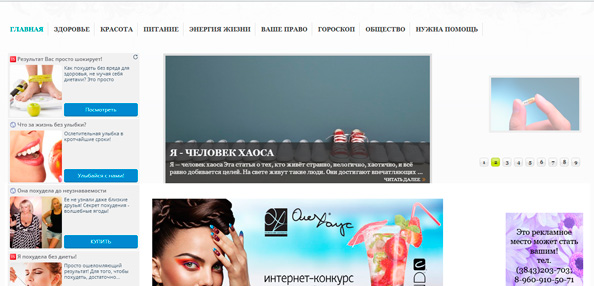 ГЛАВНАЯ ЗДОРОВЬЕ КРАСОТА ПИТАНИЕ ЭНЕРГИЯ ЖИЗНИ ВАШЕ ПРАВО ГОРОСКОП ОБЩЕСТВО НУЖНА ПОМОЩЬ
Результат Вас просто шокирует!
Как похудеть без вреда для
здоровья, не мучая себя
диетами? Это просто
Посмотреть
Что за жизнь без улыбки?
Ослепительная улыбка в
кротчайшие сроки!
Улыбайся с нами!
Она похудела до неузнаваемости
Ее не узнали даже близкие
друзья! Секрет похудения -
волшебные ягоды!
КУПИТЬ
Я похудела без диеты!
Просто ошеломляющий
результат! Для того, чтобы
похудеть, достаточно...
Я - ЧЕЛОВЕК ХАОСА
Я — человек хаоса Эта статья о тех, кто живёт странно, нелогично, хаотично, и всё
равно добивается целей. На свете живут такие люди. Они достигают впечатляющих ...
ЧИТАТЬ ДАЛЕЕ
1 2 3 4 5 6 7 8 9
интернет-конкурс
Это рекламное
место может стать
вашим!
тел.
(3843)203-703,
8-960-910-50-71